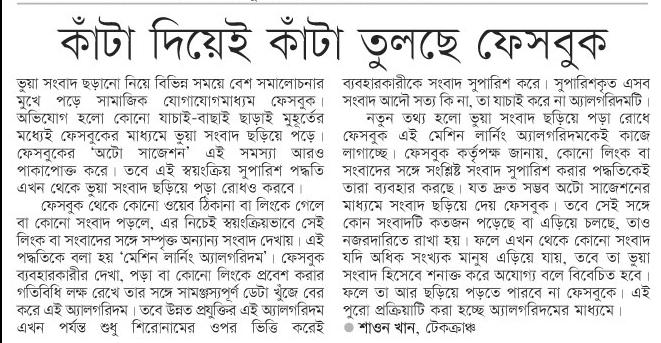 কাঁটা দিয়েই কাঁটা তুলছে ফেসবুক
ভুয়া সংবাদ ছড়ানো নিয়ে বিভিন্ন সময়ে বেশ সমালোচনার
মুখে পড়ে সামাজিক যোগাযোগমাধ্যম ফেসবুক।
অভিযোগ হলো কোনো যাচাই-বাছাই ছাড়াই মুহূর্তের
মধ্যেই ফেসবুকের মাধ্যমে ভুয়া সংবাদ ছড়িয়ে পড়ে।
ফেসবুকের ‘অটো সাজেশন’ এই সমস্যা আরও
পাকাপোক্ত করে। তবে এই স্বয়ংক্রিয় সুপারিশ পদ্ধতি
এখন থেকে ভুয়া সংবাদ ছড়িয়ে পড়া রোধও করবে।
ফেসবুক থেকে কোনো ওয়েব ঠিকানা বা লিংকে গেলে
বা কোনো সংবাদ পড়লে, এর নিচেই স্বয়ংক্রিয়ভাবে সেই
লিংক বা সংবাদের সঙ্গে সম্পৃক্ত অন্যান্য সংবাদ দেখায়। এই
পদ্ধতিকে বলা হয় ‘মেশিন লার্নিং অ্যালগরিদম’। ফেসবুক
ব্যবহারকারীর দেখা, পড়া বা কোনো লিংকে প্রবেশ করার
গতিবিধি লক্ষ রেখে তার সঙ্গে সামঞ্জস্যপূর্ণ ডেটা খুঁজে বের
করে এই অ্যালগরিদম। তবে উন্নত প্রযুক্তির এই অ্যালগরিদম
এখন পর্যন্ত শুধু শিরোনামের ওপর ভিত্তি করেই
ব্যবহারকারীকে সংবাদ সুপারিশ করে। সুপারিশকৃত এসব
সংবাদ আদৌ সত্য কি না, তা যাচাই করে না অ্যালগরিদমটি।
নতুন তথ্য হলো ভুয়া সংবাদ ছড়িয়ে পড়া রোধে
ফেসবুক এই মেশিন লার্নিং অ্যালগরিদমকেই কাজে
লাগাচ্ছে। ফেসবুক কর্তৃপক্ষ জানায়, কোনো লিংক বা
সংবাদের সঙ্গে সংশ্লিষ্ট সংবাদ সুপারিশ করার পদ্ধতিকেই
তারা ব্যবহার করছে। যত দ্রুত সম্ভব অটো সাজেশনের
মাধ্যমে সংবাদ ছড়িয়ে দেয় ফেসবুক। তবে সেই সঙ্গে
কোন সংবাদটি কতজন পড়েছে বা এড়িয়ে চলছে, তাও
নজরদারিতে রাখা হয়। ফলে এখন থেকে কোনো সংবাদ
যদি অধিক সংখ্যক মানুষ এড়িয়ে যায়, তবে তা ভুয়া
সংবাদ হিসেবে শনাক্ত করে অযোগ্য বলে বিবেচিত হবে।
ফলে তা আর ছড়িয়ে পড়তে পারবে না ফেসবুকে। এই
পুরো প্রক্রিয়াটি করা হচ্ছে অ্যালগরিদমের মাধ্যমে।
● শাওন খান, টেকক্রাঞ্চ